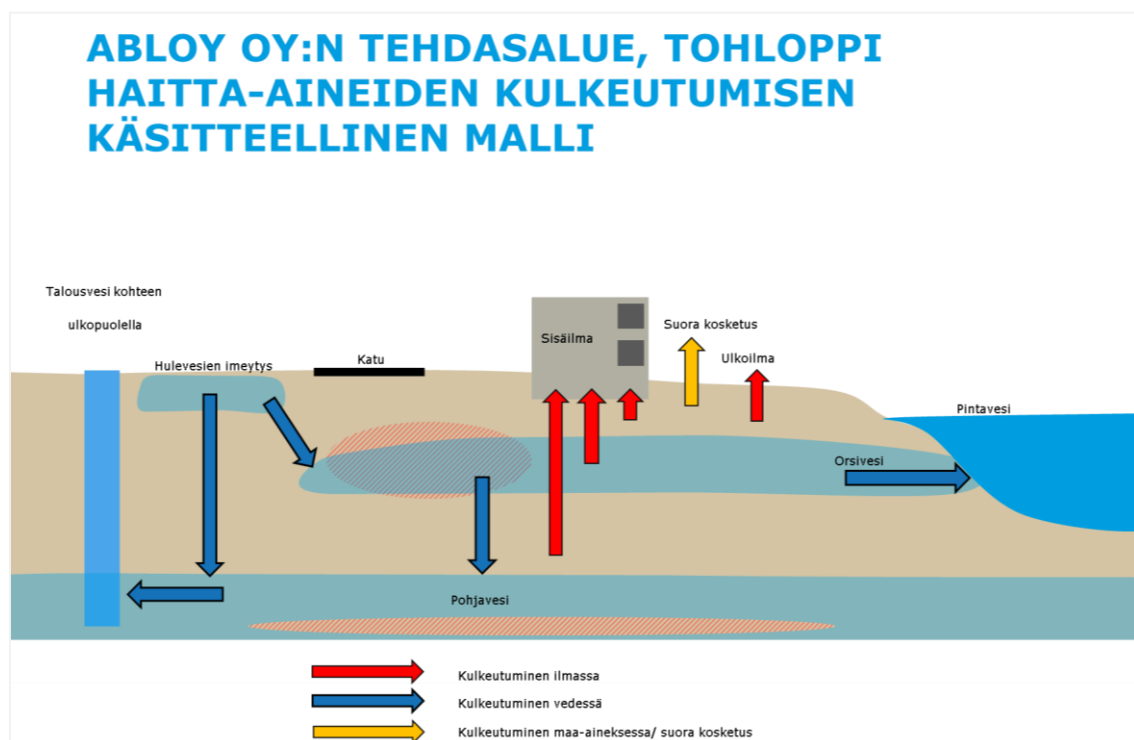 ABLOY OY:N TEHDASALUE, TOHLOPPI
HAITTA-AINEIDEN KULKEUTUMISEN
KÄSITTEELLINEN MALLI
Talousvesi kohteen
ulkopuolella
Hulevesien imeytys
Katu
Sisäilma
Suora kosketus
Ulkoilma
Pintavesi
Orsivesi
Pohjavesi
Kulkeutuminen ilmassa
Kulkeutuminen vedessä
Kulkeutuminen maa-aineksessa/ suora kosketus